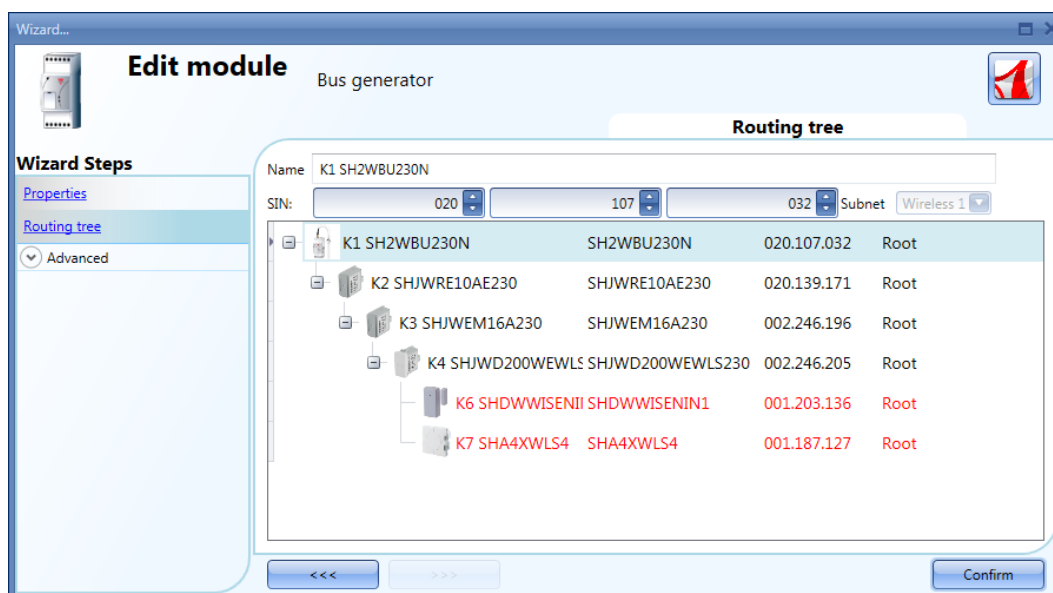 Wizard...
Edit module
Bus generator
Routing tree
Wizard Steps
Properties
Routing tree
Advanced
Name K1 SH2WBU230N
SIN: 020 107 032 Subnet Wireless 1
K1 SH2WBU230N SH2WBU230N 020.107.032 Root
K2 SHJWRE10AE230 SHJWRE10AE230 020.139.171 Root
K3 SHJWEM16A230 SHJWEM16A230 002.246.196 Root
K4 SHJWD200WEWLS SHJWD200WEWLS230 002.246.205 Root
K6 SHDWWISENII SHDWWISENIN1 001.203.136 Root
K7 SHA4XWLS4 SHA4XWLS4 001.187.127 Root
<<< >>> Confirm